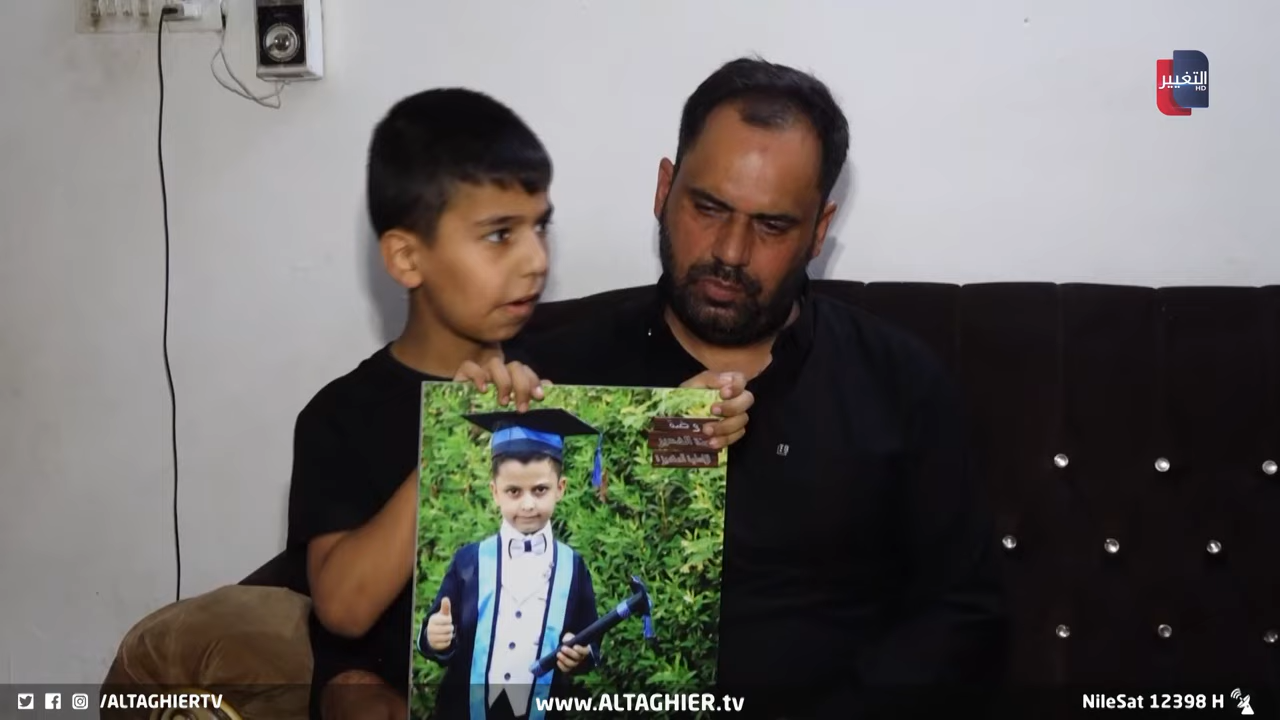 التغيير
HD
/ALTAGHIERTV
www.ALTAGHIER.tv
NileSat 12398 H